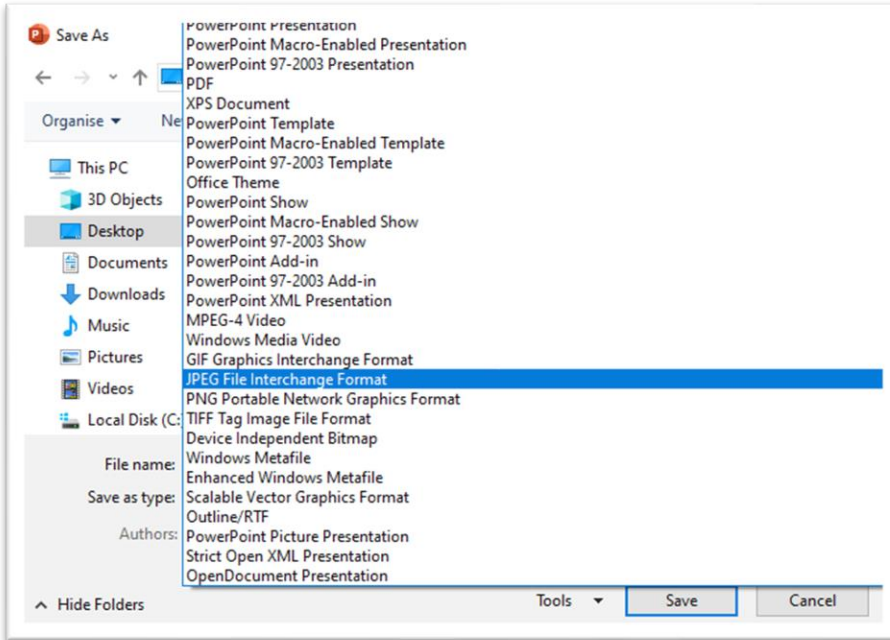 Save As
Organise
Ne
This PC
3D Objects
Desktop
Documents
Downloads
Music
Pictures
Videos
Local Disk (C:
File name:
Save as type:
Authors:
PowerPoint Presentation
PowerPoint Macro-Enabled Presentation
PowerPoint 97-2003 Presentation
PDF
XPS Document
PowerPoint Template
PowerPoint Macro-Enabled Template
PowerPoint 97-2003 Template
Office Theme
PowerPoint Show
PowerPoint Macro-Enabled Show
PowerPoint 97-2003 Show
PowerPoint Add-in
PowerPoint 97-2003 Add-in
PowerPoint XML Presentation
MPEG-4 Video
Windows Media Video
GIF Graphics Interchange Format
JPEG File Interchange Format
PNG Portable Network Graphics Format
TIFF Tag Image File Format
Device Independent Bitmap
Windows Metafile
Enhanced Windows Metafile
Scalable Vector Graphics Format
Outline/RTF
PowerPoint Picture Presentation
Strict Open XML Presentation
OpenDocument Presentation
Hide Folders
Tools
Save
Cancel